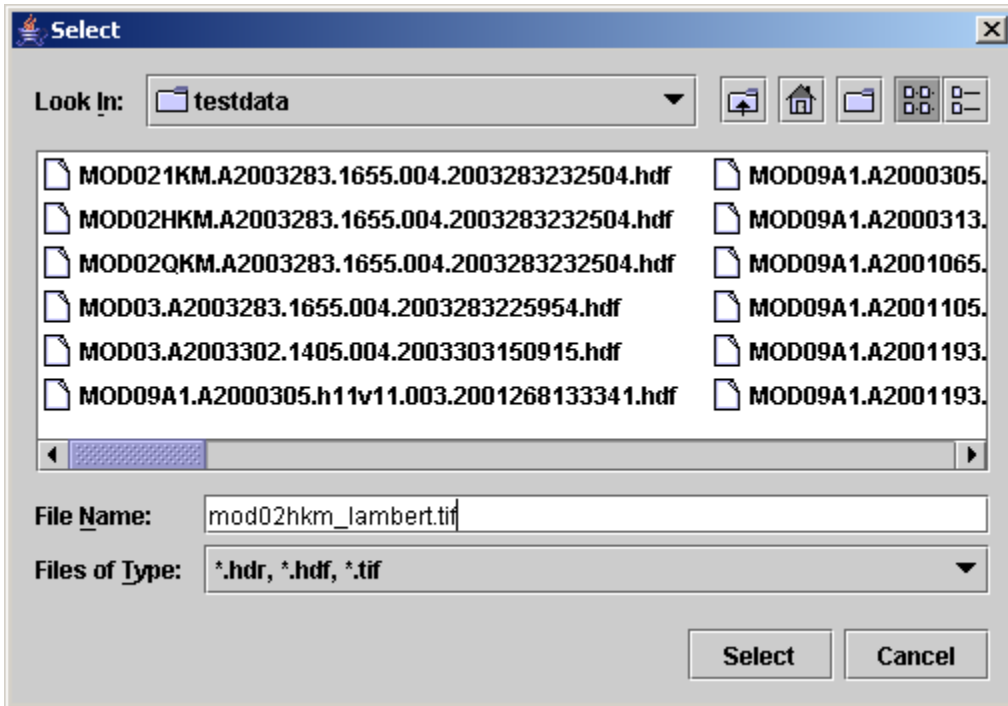 Select
Look In: testdata
MOD021KM.A2003283.1655.004.2003283232504.hdf
MOD02HKM.A2003283.1655.004.2003283232504.hdf
MOD02QKM.A2003283.1655.004.2003283232504.hdf
MOD03.A2003283.1655.004.2003283225954.hdf
MOD03.A2003302.1405.004.2003303150915.hdf
MOD09A1.A2000305.h11v11.003.2001268133341.hdf
MOD09A1.A2000305.
MOD09A1.A2000313.
MOD09A1.A2001065.
MOD09A1.A2001105.
MOD09A1.A2001193.
MOD09A1.A2001193.
File Name: mod02hkm_lambert.tif
Files of Type: *.hdr, *.hdf, *.tif
Select Cancel